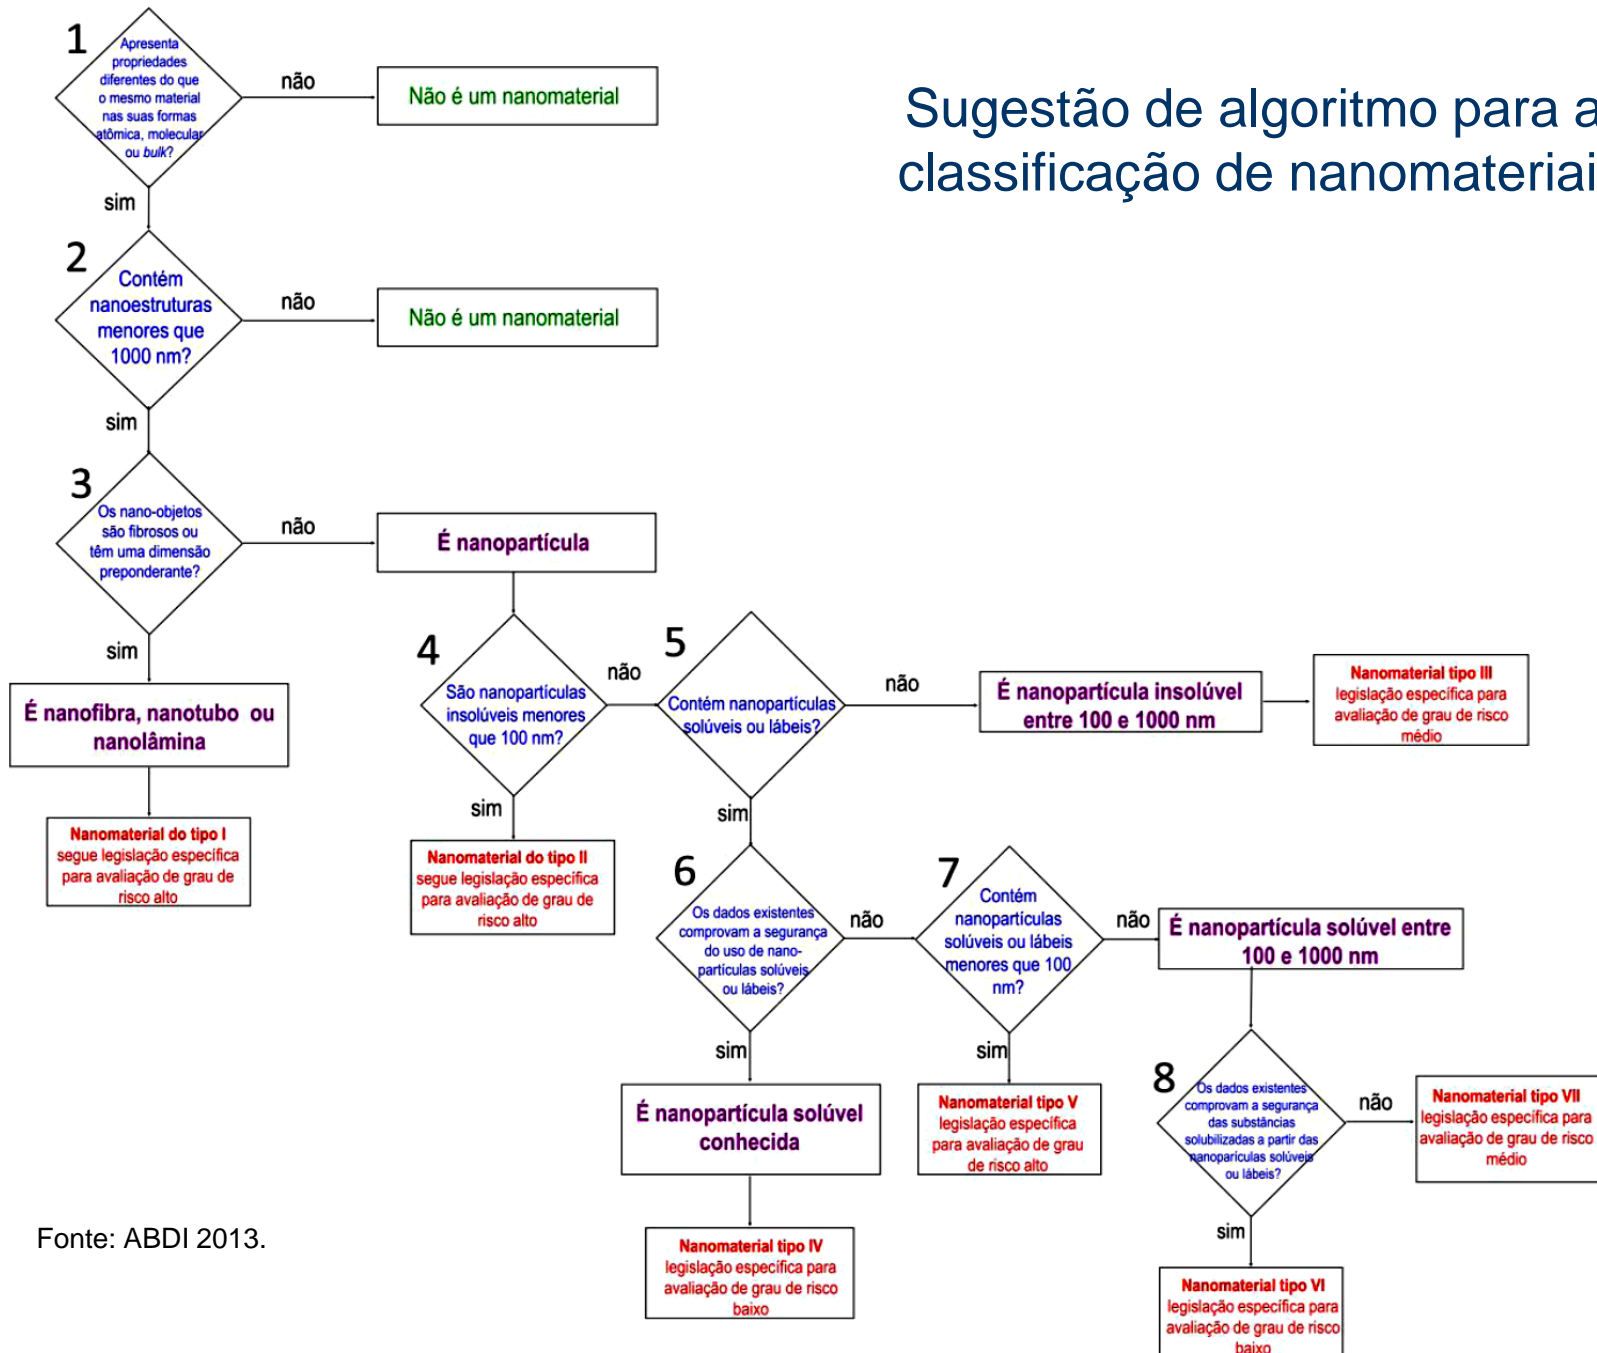 Sugestão de algoritmo para a
classificação de nanomateriai
1
Apresenta
propriedades
diferentes do que
o mesmo material
nas suas formas
atômica, molecular
ou bulk?
não
Não é um nanomaterial
sim
2
Contém
nanoestruturas
menores que
1000 nm?
não
Não é um nanomaterial
sim
3
Os nano-objetos
são fibrosos ou
têm uma dimensão
preponderante?
não
É nanopartícula
sim
É nanofibra, nanotubo ou
nanolâmina
Nanomaterial do tipo I
segue legislação específica
para avaliação de grau de
risco alto
4
São nanopartículas
insolúveis menores
que 100 nm?
não
sim
Nanomaterial do tipo II
segue legislação específica
para avaliação de grau de
risco alto
5
Contém nanopartículas
solúveis ou lábeis?
não
É nanopartícula insolúvel
entre 100 e 1000 nm
Nanomaterial tipo III
legislação específica para
avaliação de grau de risco
médio
sim
6
Os dados existentes
comprovam a segurança
do uso de nano-
partículas solúveis
ou lábeis?
não
sim
É nanopartícula solúvel
conhecida
Nanomaterial tipo IV
legislação específica para
avaliação de grau de risco
baixo
7
Contém
nanopartículas
solúveis ou lábeis
menores que 100
nm?
não
sim
Nanomaterial tipo V
legislação específica
para avaliação de grau
de risco alto
É nanopartícula solúvel entre
100 e 1000 nm
8
Os dados existentes
comprovam a segurança
das substâncias
solubilizadas a partir das
nanoparículas solúveis
ou lábeis?
não
Nanomaterial tipo VII
legislação específica para
avaliação de grau de risco
médio
sim
Nanomaterial tipo VI
legislação específica para
avaliação de grau de risco
baixo
Fonte: ABDI 2013.